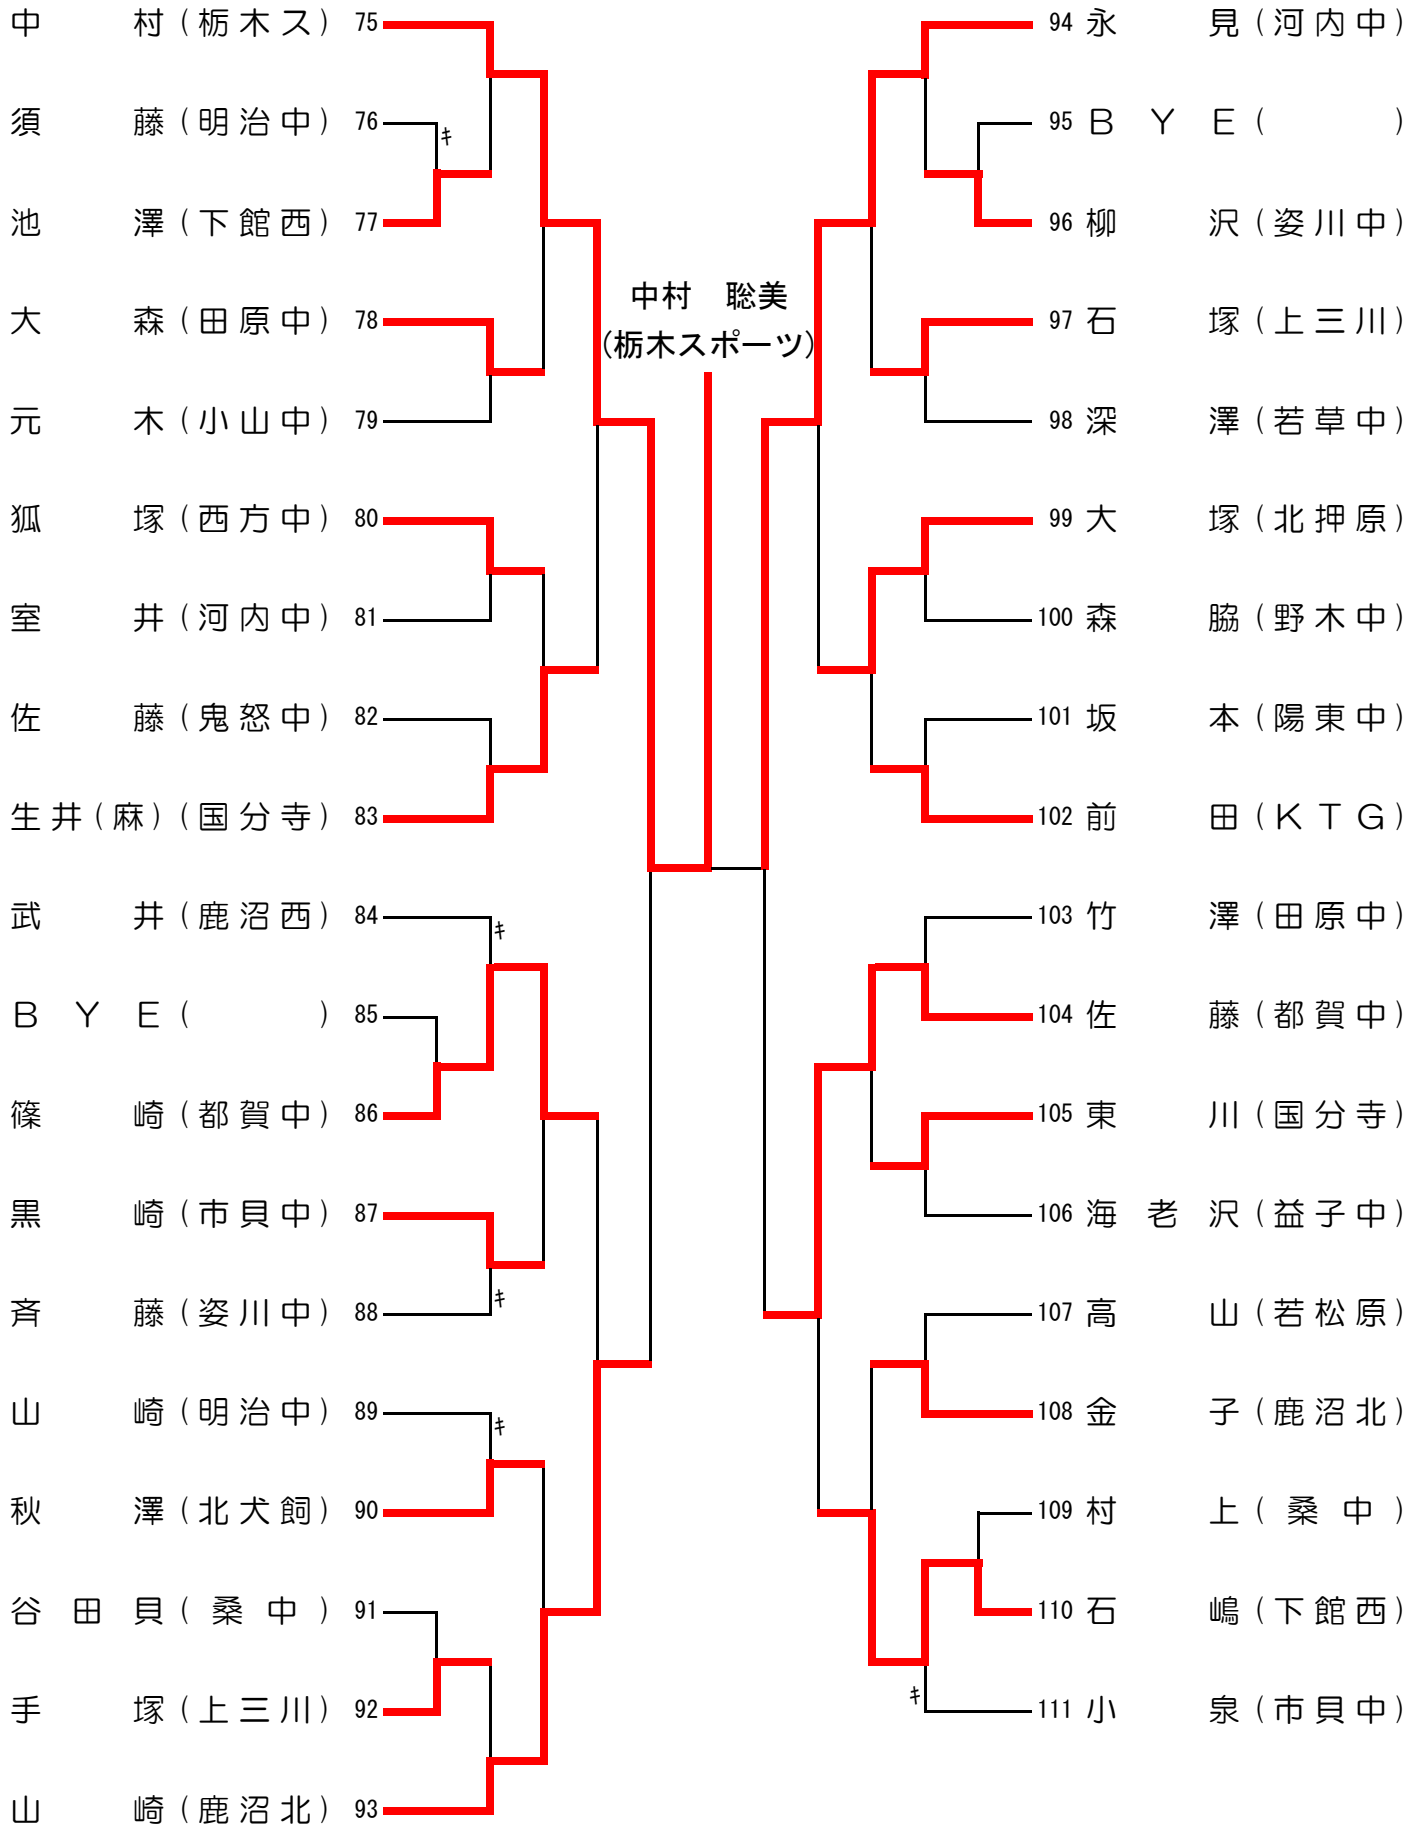 中村(栃木ス) 75
須藤(明治中) 76
キ
池澤(下館西) 77
大森(田原中) 78
元木(小山中) 79
狐塚(西方中) 80
室井(河内中) 81
佐藤(鬼怒中) 82
生井(麻)(国分寺) 83
武井(鹿沼西) 84
キ
BYE( ) 85
篠崎(都賀中) 86
黒崎(市貝中) 87
斉藤(姿川中) 88
キ
山崎(明治中) 89
キ
秋澤(北犬飼) 90
谷田貝(桑中) 91
手塚(上三川) 92
山崎(鹿沼北) 93
中村 聡美
(栃木スポーツ)
94 永見(河内中)
95 BYE( )
96 柳沢(姿川中)
97 石塚(上三川)
98 深澤(若草中)
99 大塚(北押原)
100 森脇(野木中)
101 坂本(陽東中)
102 前田(KTG)
103 竹澤(田原中)
104 佐藤(都賀中)
105 東川(国分寺)
106 海老沢(益子中)
107 高山(若松原)
108 金子(鹿沼北)
109 村上(桑中)
110 石嶋(下館西)
キ
111 小泉(市貝中)